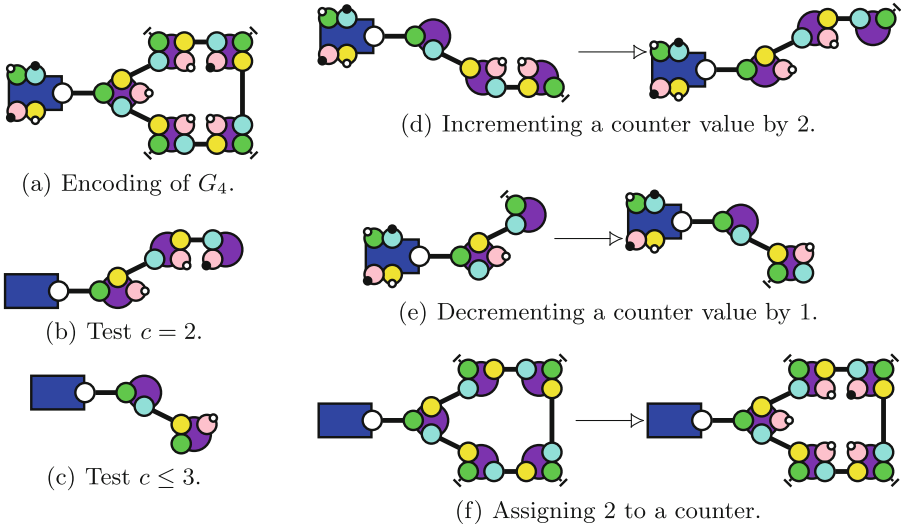 (a) Encoding of G₄.
(b) Test c = 2.
(c) Test c ≤ 3.
(d) Incrementing a counter value by 2.
(e) Decrementing a counter value by 1.
(f) Assigning 2 to a counter.